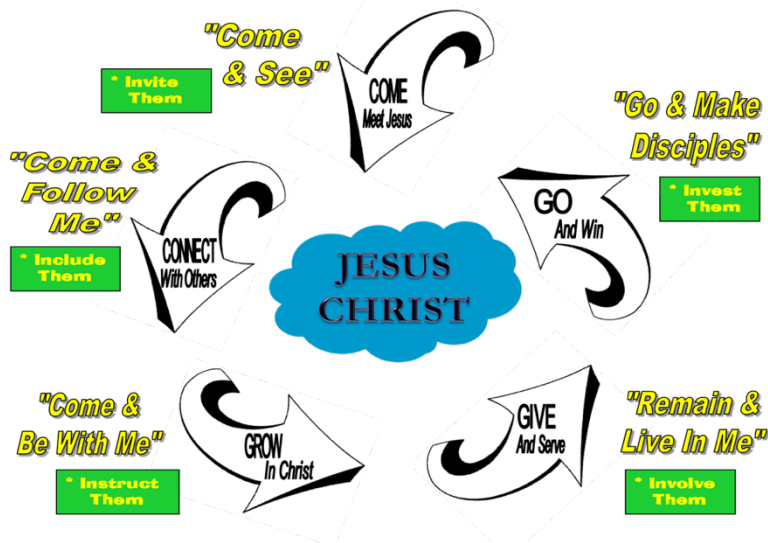 "Come
& See"
* Invite
Them
COME
Meet Jesus
"Come &
Follow
Me"
* Include
Them
CONNECT
With Others
"Come &
Be With Me"
* Instruct
Them
GROW
In Christ
GIVE
And Serve
"Remain &
Live In Me"
* Involve
Them
GO
And Win
"Go & Make
Disciples"
* Invest
Them
JESUS
CHRIST